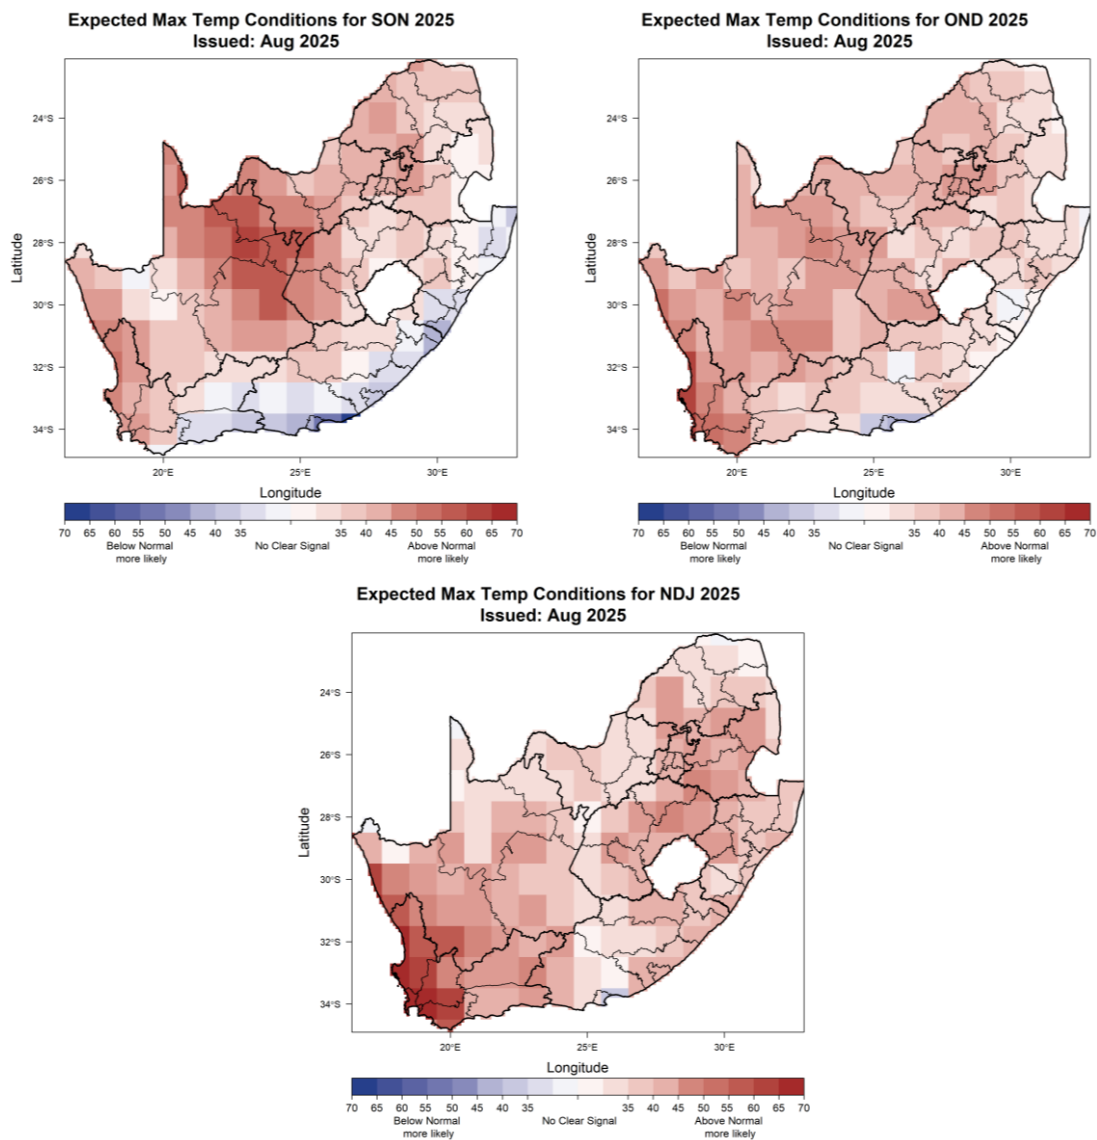 Expected Max Temp Conditions for SON 2025
Issued: Aug 2025
Latitude
24°S
26°S
28°S
30°S
32°S
34°S
20°E 25°E 30°E
Longitude
70 65 60 55 50 45 40 35 35 40 45 50 55 60 65 70
Below Normal No Clear Signal Above Normal
more likely more likely
Expected Max Temp Conditions for OND 2025
Issued: Aug 2025
Latitude
24°S
26°S
28°S
30°S
32°S
34°S
20°E 25°E 30°E
Longitude
70 65 60 55 50 45 40 35 35 40 45 50 55 60 65 70
Below Normal No Clear Signal Above Normal
more likely more likely
Expected Max Temp Conditions for NDJ 2025
Issued: Aug 2025
Latitude
24°S
26°S
28°S
30°S
32°S
34°S
20°E 25°E 30°E
Longitude
70 65 60 55 50 45 40 35 35 40 45 50 55 60 65 70
Below Normal No Clear Signal Above Normal
more likely more likely